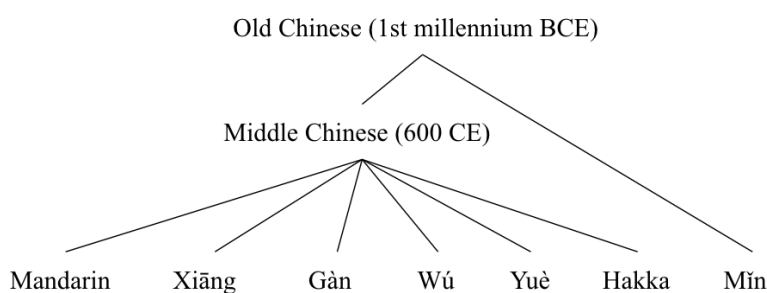 Old Chinese (1st millennium BCE)
Middle Chinese (600 CE)
Mandarin Xiāng Gàn Wú Yuè Hakka Mǐn